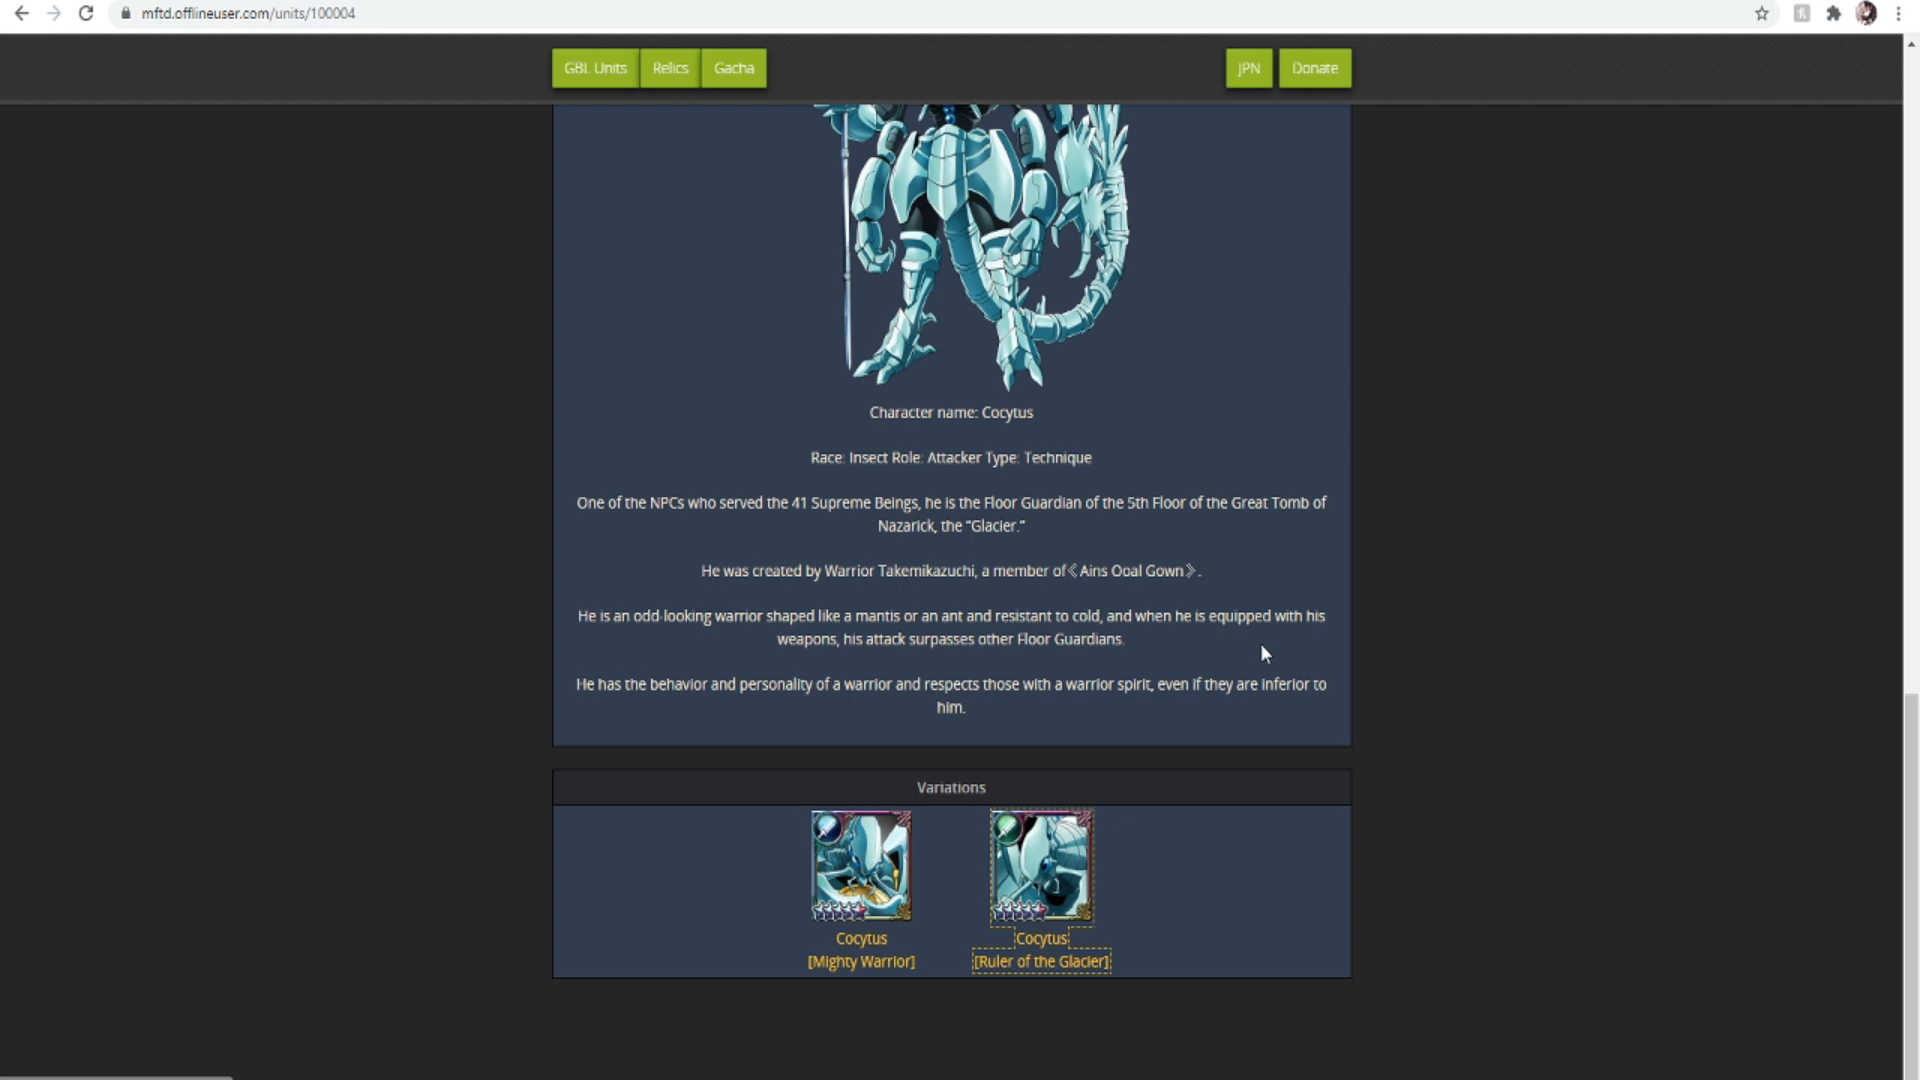 mftd.offlineuser.com/units/100004
GBL Units Relics Gacha JPN Donate
Character name: Cocytus
Race: Insect Role: Attacker Type: Technique
One of the NPCs who served the 41 Supreme Beings, he is the Floor Guardian of the 5th Floor of the Great Tomb of
Nazarick, the "Glacier."
He was created by Warrior Takemikazuchi, a member of《Ains Ooal Gown》.
He is an odd-looking warrior shaped like a mantis or an ant and resistant to cold, and when he is equipped with his
weapons, his attack surpasses other Floor Guardians.
He has the behavior and personality of a warrior and respects those with a warrior spirit, even if they are inferior to
him.
Variations
Cocytus
[Mighty Warrior]
Cocytus
[Ruler of the Glacier]